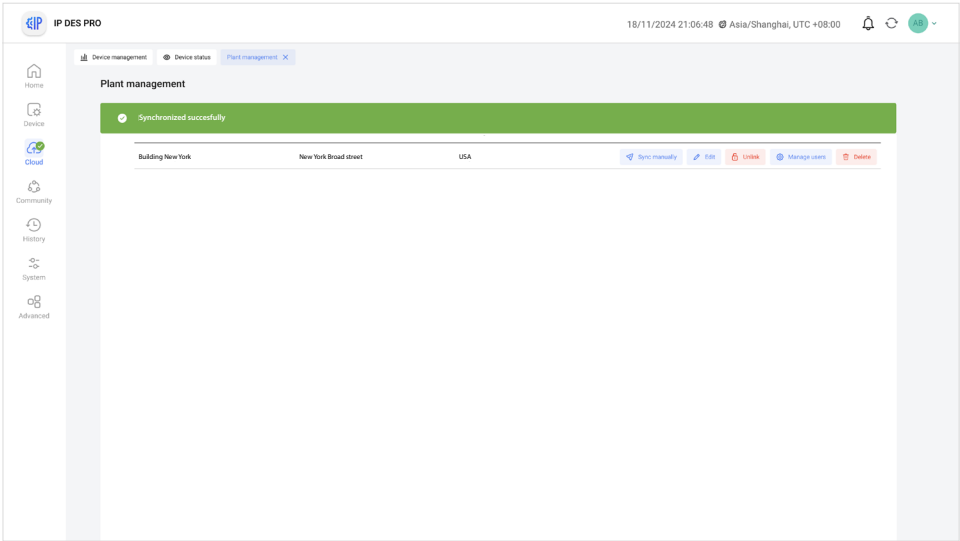 IP DES PRO
18/11/2024 21:06:48 Asia/Shanghai, UTC +08:00
AB
Device management Device status Plant management
Home
Plant management
Device
Synchronized succesfully
Cloud
Building New York New York Broad street USA Sync manually Edit Unlink Manage users Delete
Community
History
System
Advanced